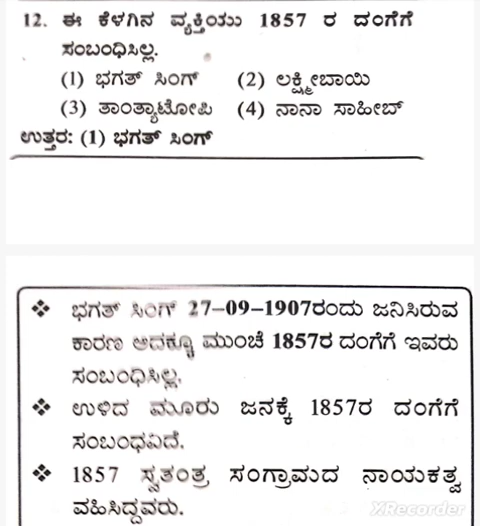 12. ಈ ಕೆಳಗಿನ ವ್ಯಕ್ತಿಯು 1857 ರ ದಂಗೆಗೆ
ಸಂಬಂಧಿಸಿಲ್ಲ.
(1) ಭಗತ್ ಸಿಂಗ್ (2) ಲಕ್ಷ್ಮೀಬಾಯಿ
(3) ತಾಂತ್ಯಾಟೋಪಿ (4) ನಾನಾ ಸಾಹೀಬ್
ಉತ್ತರ: (1) ಭಗತ್ ಸಿಂಗ್
❖ ಭಗತ್ ಸಿಂಗ್ 27–09–1907ರಂದು ಜನಿಸಿರುವ
ಕಾರಣ ಅದಕ್ಕೂ ಮುಂಚೆ 1857ರ ದಂಗೆಗೆ ಇವರು
ಸಂಬಂಧಿಸಿಲ್ಲ.
❖ ಉಳಿದ ಮೂರು ಜನಕ್ಕೆ 1857ರ ದಂಗೆಗೆ
ಸಂಬಂಧವಿದೆ.
❖ 1857 ಸ್ವತಂತ್ರ ಸಂಗ್ರಾಮದ ನಾಯಕತ್ವ
ವಹಿಸಿದ್ದವರು.
XRecorder